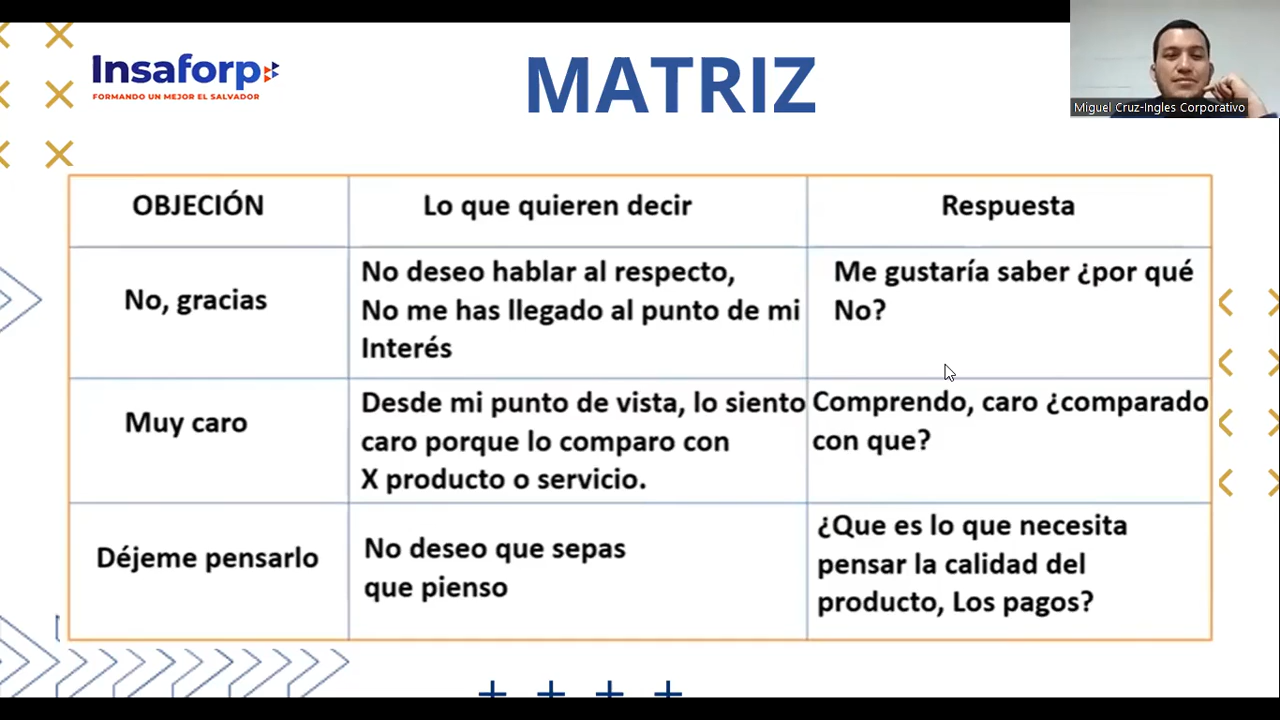 Insaforp
FORMANDO UN MEJOR EL SALVADOR
MATRIZ
Miguel Cruz-Ingles Corporativo
OBJECIÓN
Lo que quieren decir
Respuesta
No, gracias
No deseo hablar al respecto,
No me has llegado al punto de mi
Interés
Me gustaría saber ¿por qué
No?
Muy caro
Desde mi punto de vista, lo siento
caro porque lo comparo con
X producto o servicio.
Comprendo, caro ¿comparado
con que?
Déjeme pensarlo
No deseo que sepas
que pienso
¿Que es lo que necesita
pensar la calidad del
producto, Los pagos?